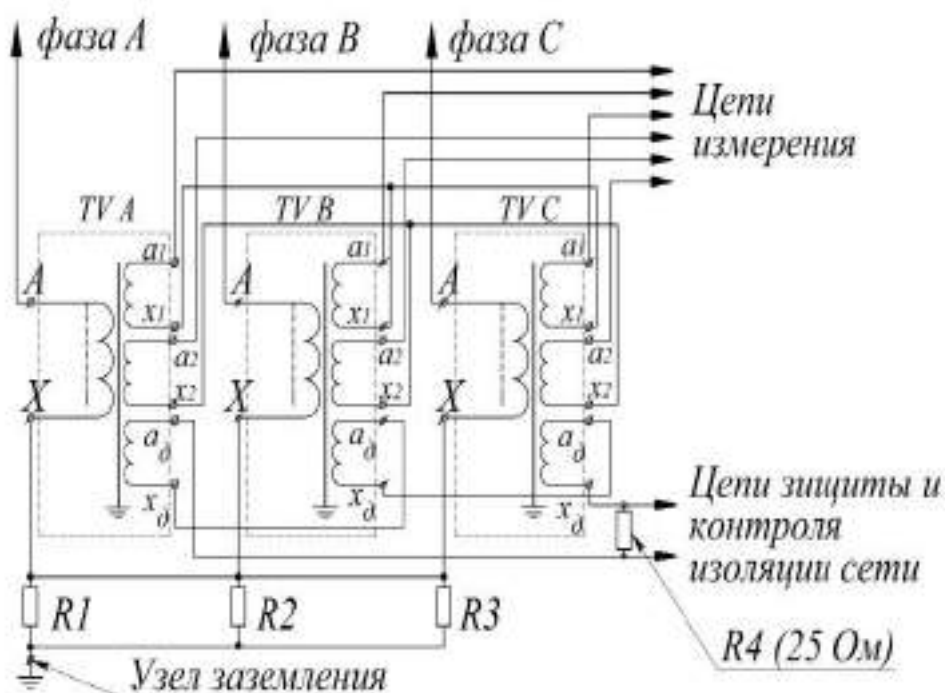 фаза А фаза В фаза С
Цепи
измерения
TV A TV B TV C
a1 a1 a1
A A A
x1 x1 x1
a2 a2 a2
x2 x2 x2
X X X
aд aд aд
xд xд xд
Цепи зищиты и
контроля
изоляции сети
R1 R2 R3
R4 (25 Ом)
Узел заземления